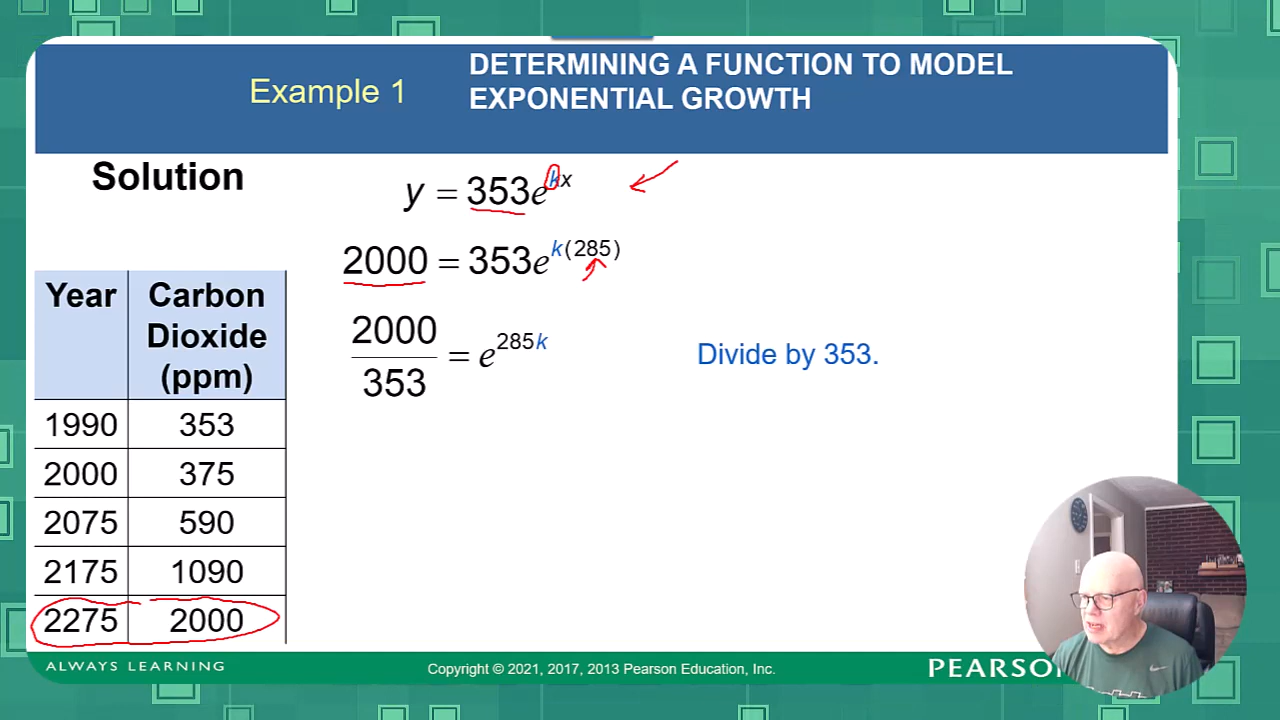 Example 1
DETERMINING A FUNCTION TO MODEL
EXPONENTIAL GROWTH
Solution
y = 353e^{kx}
2000 = 353e^{k(285)}
\frac{2000}{353} = e^{285k}
Divide by 353.
Year Carbon
Dioxide
(ppm)
1990 353
2000 375
2075 590
2175 1090
2275 2000
ALWAYS LEARNING
Copyright © 2021, 2017, 2013 Pearson Education, Inc.
PEARSO